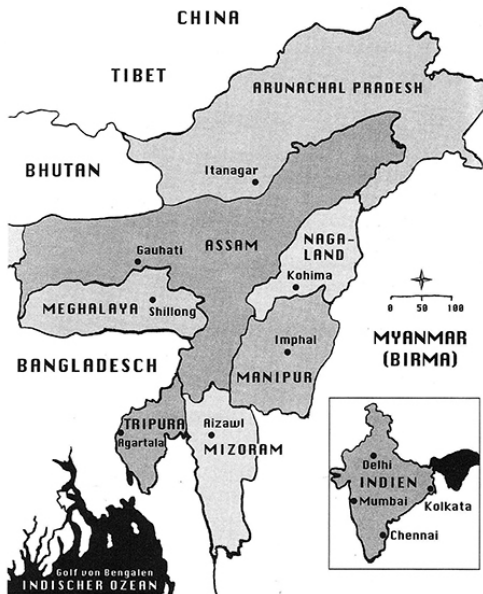 CHINA
TIBET
ARUNACHAL PRADESH
BHUTAN
Itanagar
ASSAM
NAGA-
LAND
Gauhati
Kohima
MEGHALAYA
Shillong
0 50 100
Imphal
MYANMAR
(BIRMA)
BANGLADESCH
MANIPUR
TRIPURA
Agartala
Aizawl
MIZORAM
Delhi
INDIEN
Mumbai
Kolkata
Chennai
Golf von Bengalen
INDISCHER OZEAN